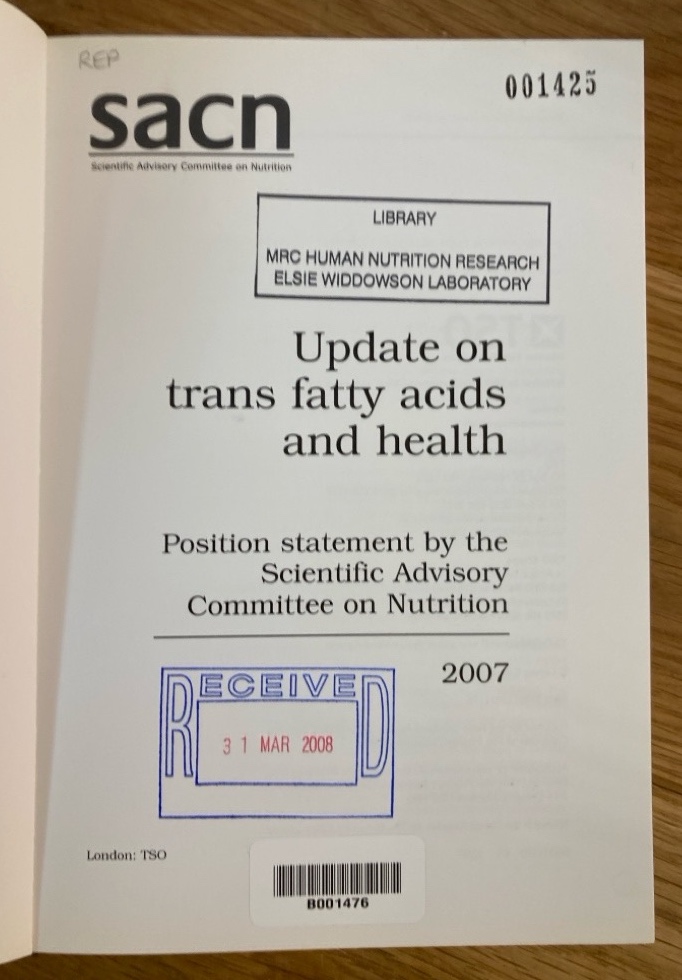 REP
001425
sacn
Scientific Advisory Committee on Nutrition
LIBRARY
MRC HUMAN NUTRITION RESEARCH
ELSIE WIDDOWSON LABORATORY
Update on
trans fatty acids
and health
Position statement by the
Scientific Advisory
Committee on Nutrition
2007
RECEIVED
31 MAR 2008
London: TSO
B001476